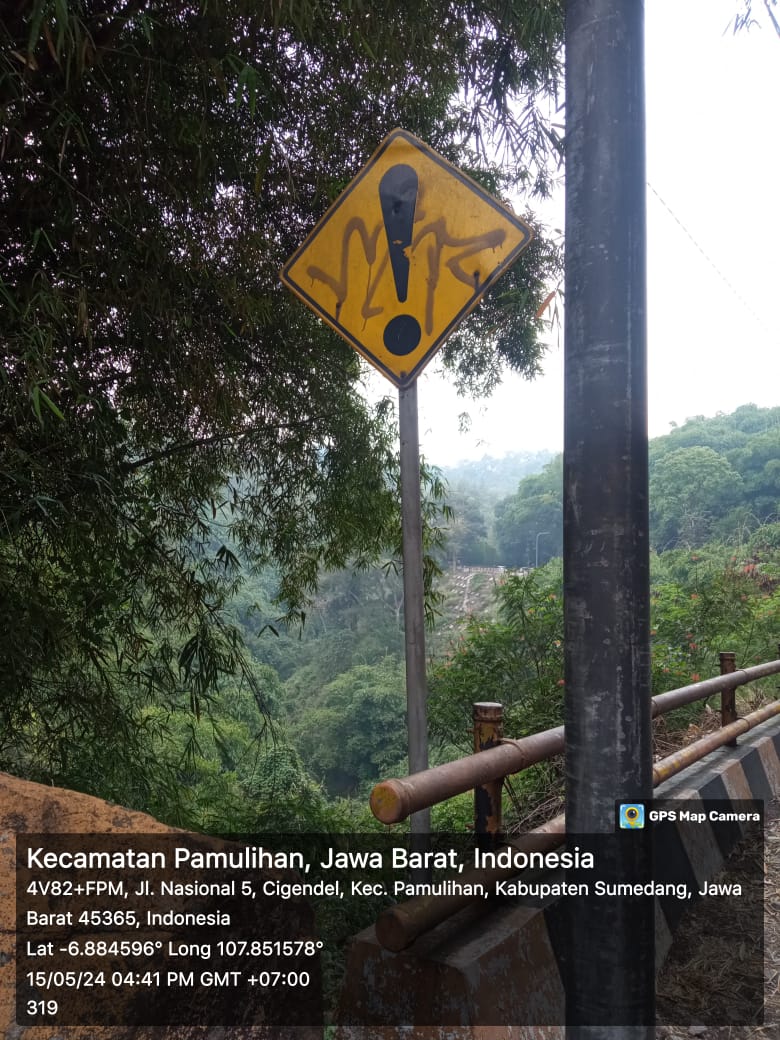 GPS Map Camera
Kecamatan Pamulihan, Jawa Barat, Indonesia
4V82+FPM, Jl. Nasional 5, Cigendel, Kec. Pamulihan, Kabupaten Sumedang, Jawa
Barat 45365, Indonesia
Lat -6.884596° Long 107.851578°
15/05/24 04:41 PM GMT +07:00
319